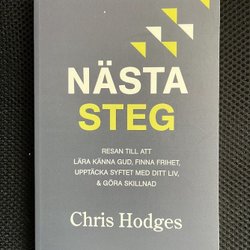 NÄSTA
STEG
RESAN TILL ATT
LÄRA KÄNNA GUD, FINNA FRIHET,
UPPTÄCKA SYFTET MED DITT LIV,
& GÖRA SKILLNAD
Chris Hodges